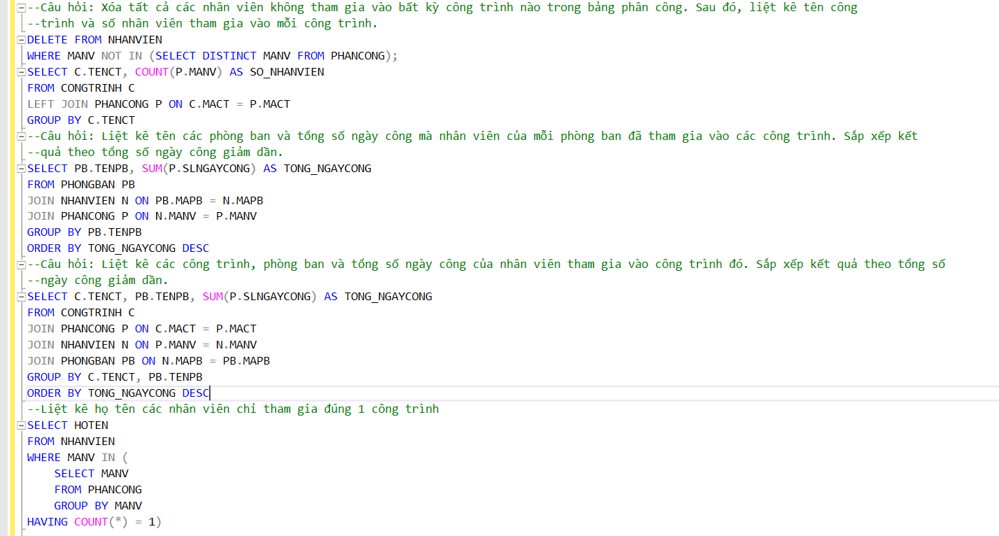 --Câu hỏi: Xóa tất cả các nhân viên không tham gia vào bất kỳ công trình nào trong bảng phân công. Sau đó, liệt kê tên công
--trình và số nhân viên tham gia vào mỗi công trình.
DELETE FROM NHANVIEN
WHERE MANV NOT IN (SELECT DISTINCT MANV FROM PHANCONG);
SELECT C.TENCT, COUNT(P.MANV) AS SO_NHANVIEN
FROM CONGTRINH C
LEFT JOIN PHANCONG P ON C.MACT = P.MACT
GROUP BY C.TENCT
--Câu hỏi: Liệt kê tên các phòng ban và tổng số ngày công mà nhân viên của mỗi phòng ban đã tham gia vào các công trình. Sắp xếp kết
--quả theo tổng số ngày công giảm dần.
SELECT PB.TENPB, SUM(P.SLNGAYCONG) AS TONG_NGAYCONG
FROM PHONGBAN PB
JOIN NHANVIEN N ON PB.MAPB = N.MAPB
JOIN PHANCONG P ON N.MANV = P.MANV
GROUP BY PB.TENPB
ORDER BY TONG_NGAYCONG DESC
--Câu hỏi: Liệt kê các công trình, phòng ban và tổng số ngày công của nhân viên tham gia vào công trình đó. Sắp xếp kết quả theo tổng số
--ngày công giảm dần.
SELECT C.TENCT, PB.TENPB, SUM(P.SLNGAYCONG) AS TONG_NGAYCONG
FROM CONGTRINH C
JOIN PHANCONG P ON C.MACT = P.MACT
JOIN NHANVIEN N ON P.MANV = N.MANV
JOIN PHONGBAN PB ON N.MAPB = PB.MAPB
GROUP BY C.TENCT, PB.TENPB
ORDER BY TONG_NGAYCONG DESC
--Liệt kê họ tên các nhân viên chỉ tham gia đúng 1 công trình
SELECT HOTEN
FROM NHANVIEN
WHERE MANV IN (
    SELECT MANV
    FROM PHANCONG
    GROUP BY MANV
HAVING COUNT(*) = 1)